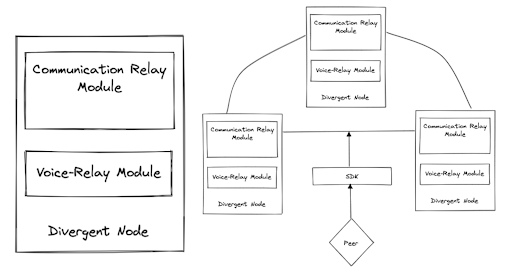 Communication Relay
Module
Voice-Relay Module
Divergent Node
Communication Relay
Module
Voice-Relay Module
Divergent Node
Communication Relay
Module
Voice-Relay Module
Divergent Node
Communication Relay
Module
Voice-Relay Module
Divergent Node
SDK
Peer